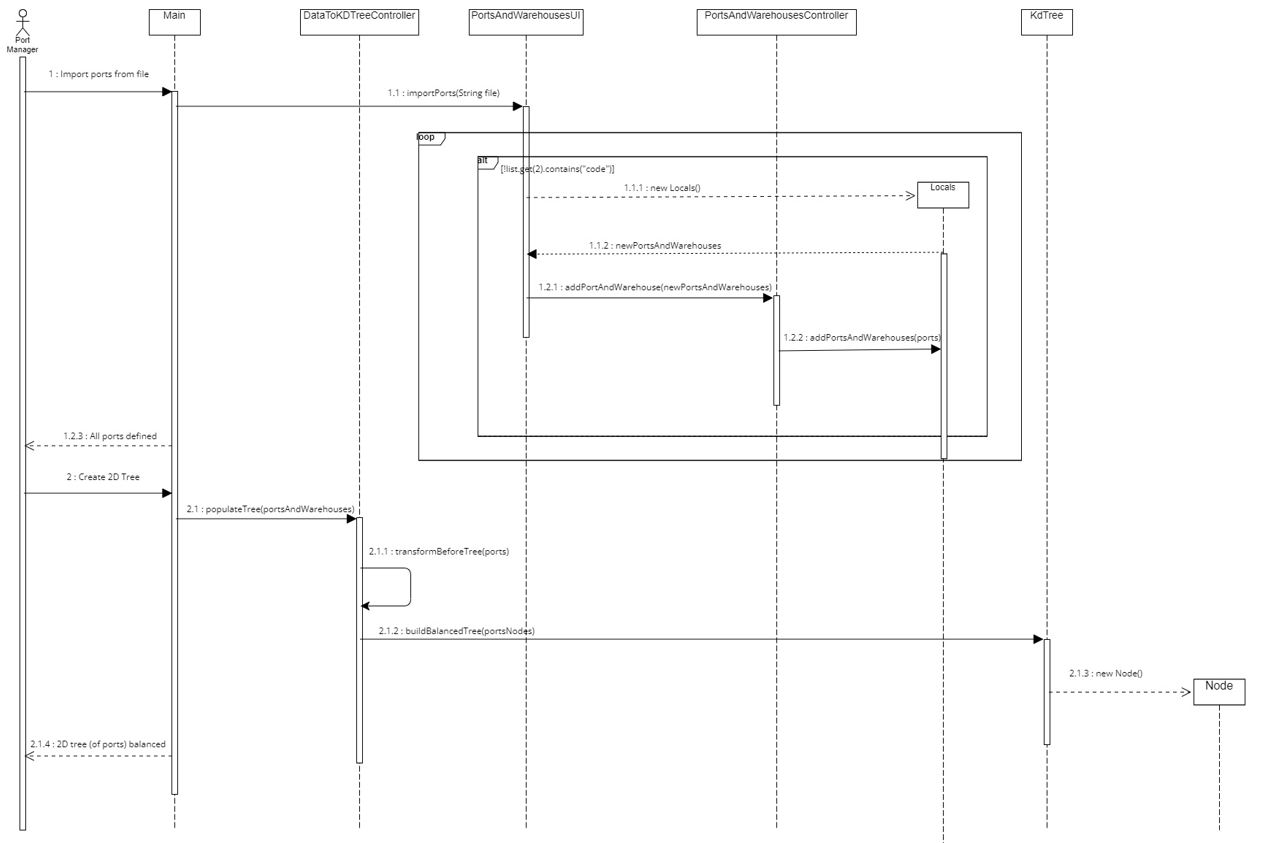 Main
DataToKDTreeController
PortsAndWarehousesUI
PortsAndWarehousesController
KdTree
Port
Manager
1 : Import ports from file
1.1 : importPorts(String file)
loop
alt
[!list.get(2).contains("code")]
1.1.1 : new Locals()
Locals
1.1.2 : newPortsAndWarehouses
1.2.1 : addPortAndWarehouse(newPortsAndWarehouses)
1.2.2 : addPortsAndWarehouses(ports)
1.2.3 : All ports defined
2 : Create 2D Tree
2.1 : populateTree(portsAndWarehouses)
2.1.1 : transformBeforeTree(ports)
2.1.2 : buildBalancedTree(portsNodes)
2.1.3 : new Node()
Node
2.1.4 : 2D tree (of ports) balanced